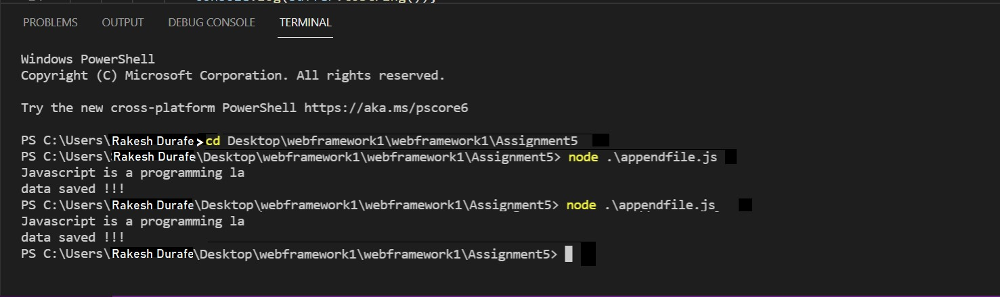 PROBLEMS OUTPUT DEBUG CONSOLE TERMINAL
Windows PowerShell
Copyright (C) Microsoft Corporation. All rights reserved.
Try the new cross-platform PowerShell https://aka.ms/pscore6
PS C:\Users\Rakesh Durafe>cd Desktop\webframework1\webframework1\Assignment5
PS C:\Users\Rakesh Durafe\Desktop\webframework1\webframework1\Assignment5> node .\appendfile.js
Javascript is a programming la
data saved !!!
PS C:\Users\Rakesh Durafe\Desktop\webframework1\webframework1\Assignment5> node .\appendfile.js
Javascript is a programming la
data saved !!!
PS C:\Users\Rakesh Durafe\Desktop\webframework1\webframework1\Assignment5>